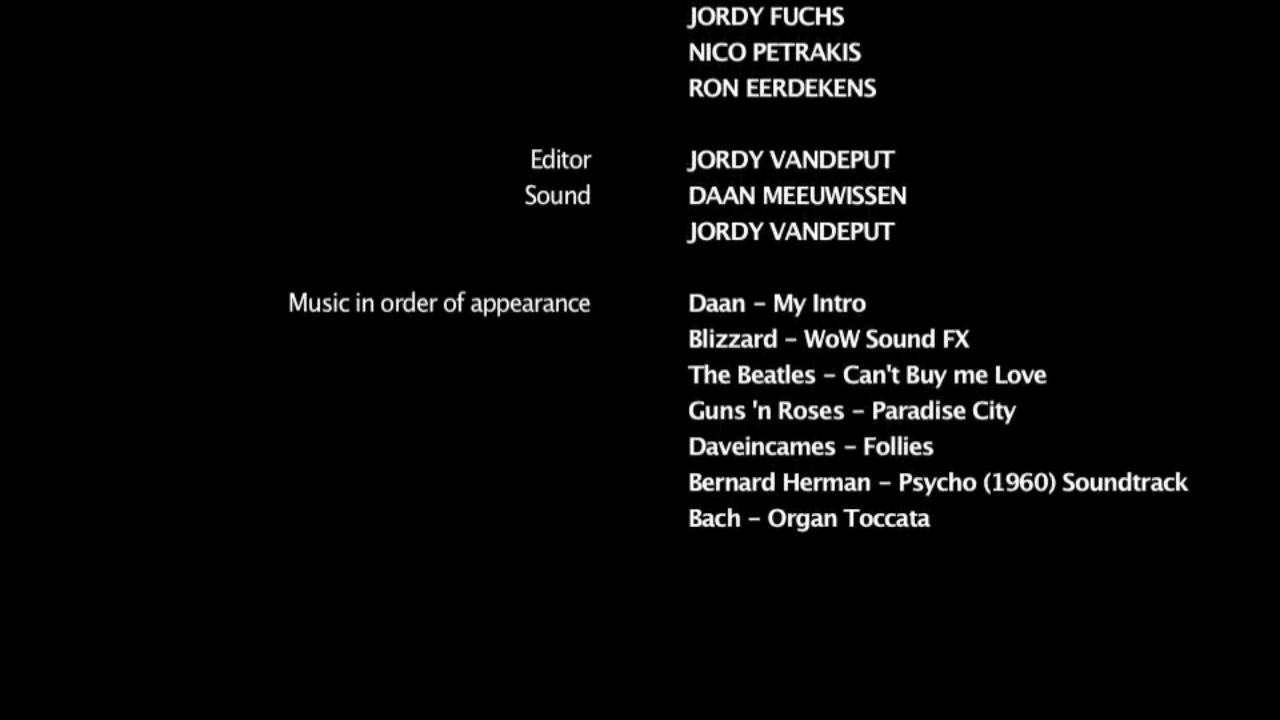 JORDY FUCHS
NICO PETRAKIS
RON EERDEKENS
Editor JORDY VANDEPUT
Sound DAAN MEEUWISSEN
JORDY VANDEPUT
Music in order of appearance Daan – My Intro
Blizzard – WoW Sound FX
The Beatles – Can't Buy me Love
Guns 'n Roses – Paradise City
Daveincames – Follies
Bernard Herman – Psycho (1960) Soundtrack
Bach – Organ Toccata